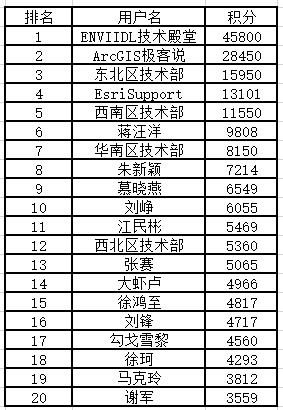 排名 用户名 积分
1 ENVIIDL技术殿堂 45800
2 ArcGIS极客说 28450
3 东北区技术部 15950
4 EsriSupport 13101
5 西南区技术部 11550
6 蒋汪洋 9808
7 华南区技术部 8150
8 朱新颖 7214
9 慕晓燕 6549
10 刘峥 6055
11 江民彬 5469
12 西北区技术部 5360
13 张赛 5065
14 大虾卢 4966
15 徐鸿至 4817
16 刘锋 4717
17 勾戈雪黎 4560
18 徐珂 4293
19 马克玲 3812
20 谢军 3559